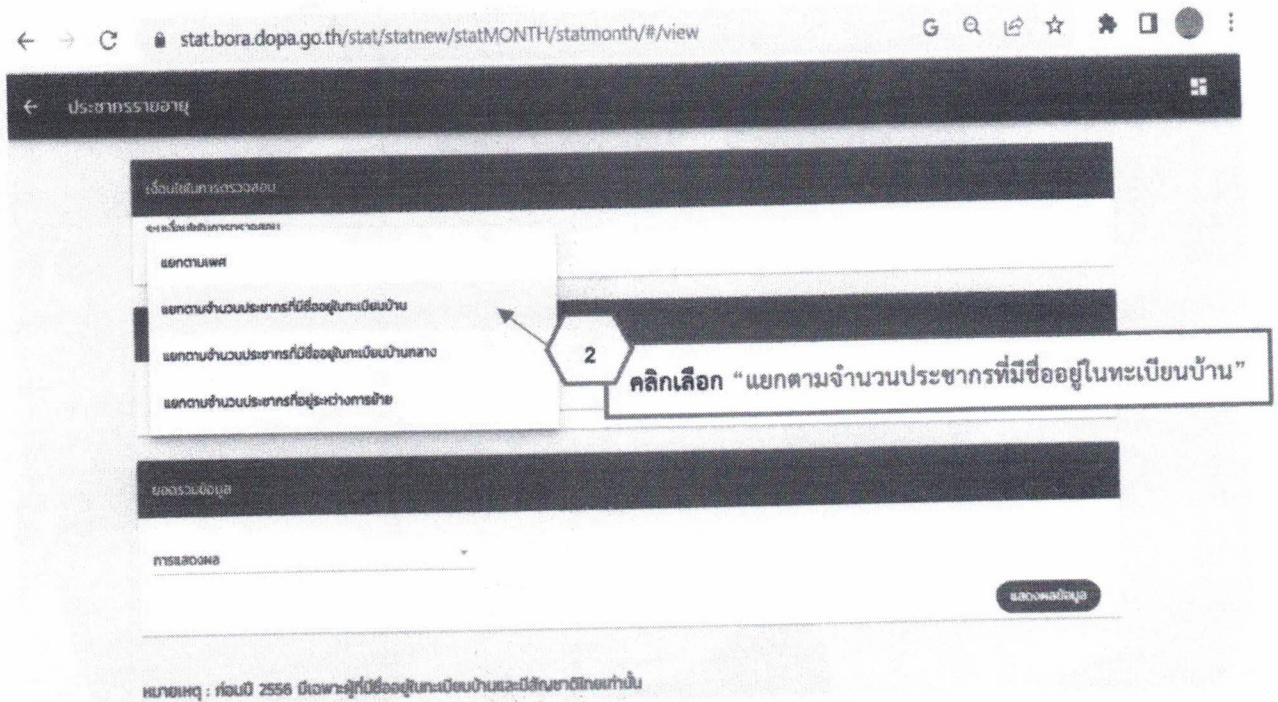 stat.bora.dopa.go.th/stat/statnew/statMONTH/statmonth/#/view
ประชากรรายอายุ
เงื่อนไขในการตรวจสอบ
แยกตามเพศ
แยกตามจำนวนประชากรที่มีชื่ออยู่ในทะเบียนบ้าน
แยกตามจำนวนประชากรที่มีชื่ออยู่ในทะเบียนบ้านกลาง
แยกตามจำนวนประชากรที่อยู่ระหว่างการย้าย
2
คลิกเลือก “แยกตามจำนวนประชากรที่มีชื่ออยู่ในทะเบียนบ้าน”
ยอดรวมข้อมูล
การแสดงผล
แสดงผลข้อมูล
หมายเหตุ : ก่อนปี 2556 มีเฉพาะผู้ที่มีชื่ออยู่ในทะเบียนบ้านและมีสัญชาติไทยเท่านั้น